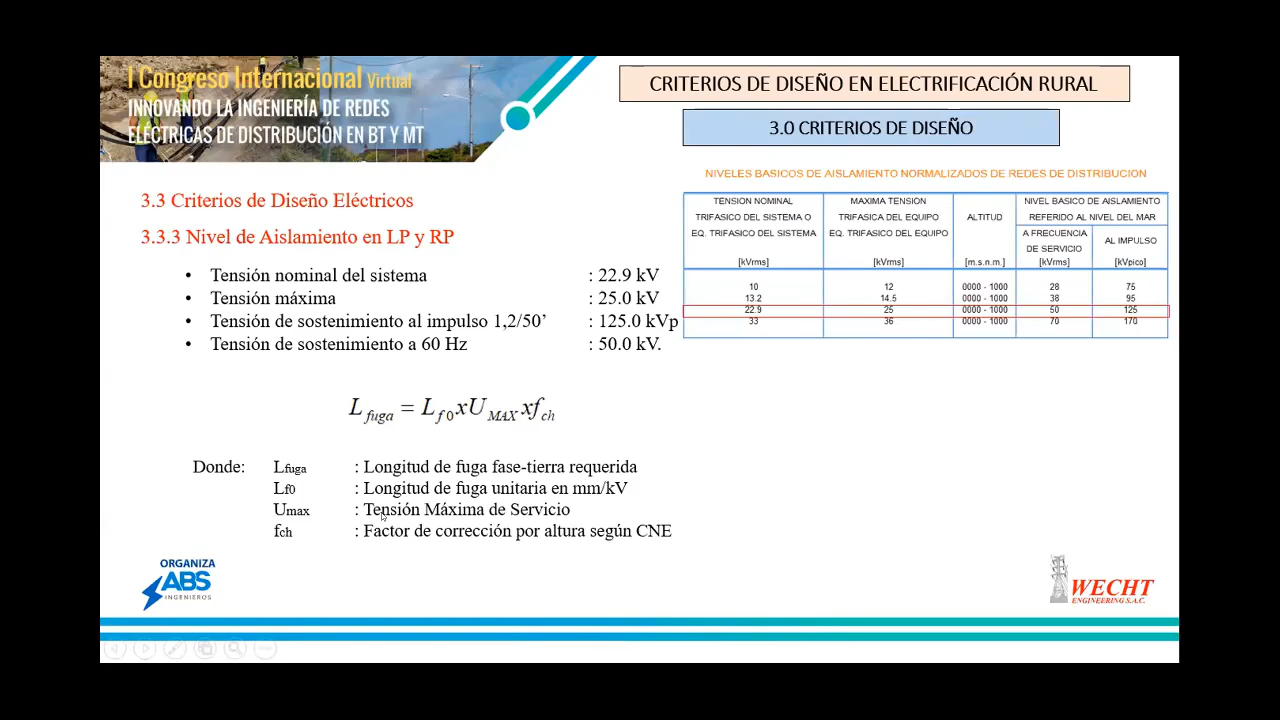 I Congreso Internacional Virtual
INNOVANDO LA INGENIERÍA DE REDES
ELÉCTRICAS DE DISTRIBUCIÓN EN BT Y MT
CRITERIOS DE DISEÑO EN ELECTRIFICACIÓN RURAL
3.0 CRITERIOS DE DISEÑO
3.3 Criterios de Diseño Eléctricos
3.3.3 Nivel de Aislamiento en LP y RP
• Tensión nominal del sistema : 22.9 kV
• Tensión máxima : 25.0 kV
• Tensión de sostenimiento al impulso 1,2/50’ : 125.0 kVp
• Tensión de sostenimiento a 60 Hz : 50.0 kV.
NIVELES BASICOS DE AISLAMIENTO NORMALIZADOS DE REDES DE DISTRIBUCION
TENSION NOMINAL MAXIMA TENSION NIVEL BASICO DE AISLAMIENTO
TRIFASICO DEL SISTEMA O TRIFASICA DEL EQUIPO ALTITUD REFERIDO AL NIVEL DEL MAR
EQ. TRIFASICO DEL SISTEMA EQ. TRIFASICO DEL EQUIPO A FRECUENCIA AL IMPULSO
DE SERVICIO
[kVrms] [kVrms] [m.s.n.m.] [kVrms] [kVpico]
10 12 0000 - 1000 28 75
13.2 14.5 0000 - 1000 38 95
22.9 25 0000 - 1000 50 125
33 36 0000 - 1000 70 170
L fuga = L f0 x U MAX x f ch
Donde: Lfuga : Longitud de fuga fase-tierra requerida
Lf0 : Longitud de fuga unitaria en mm/kV
Umax : Tensión Máxima de Servicio
fch : Factor de corrección por altura según CNE
ORGANIZA
ABS
INGENIEROS
WECHT
ENGINEERING S.A.C.